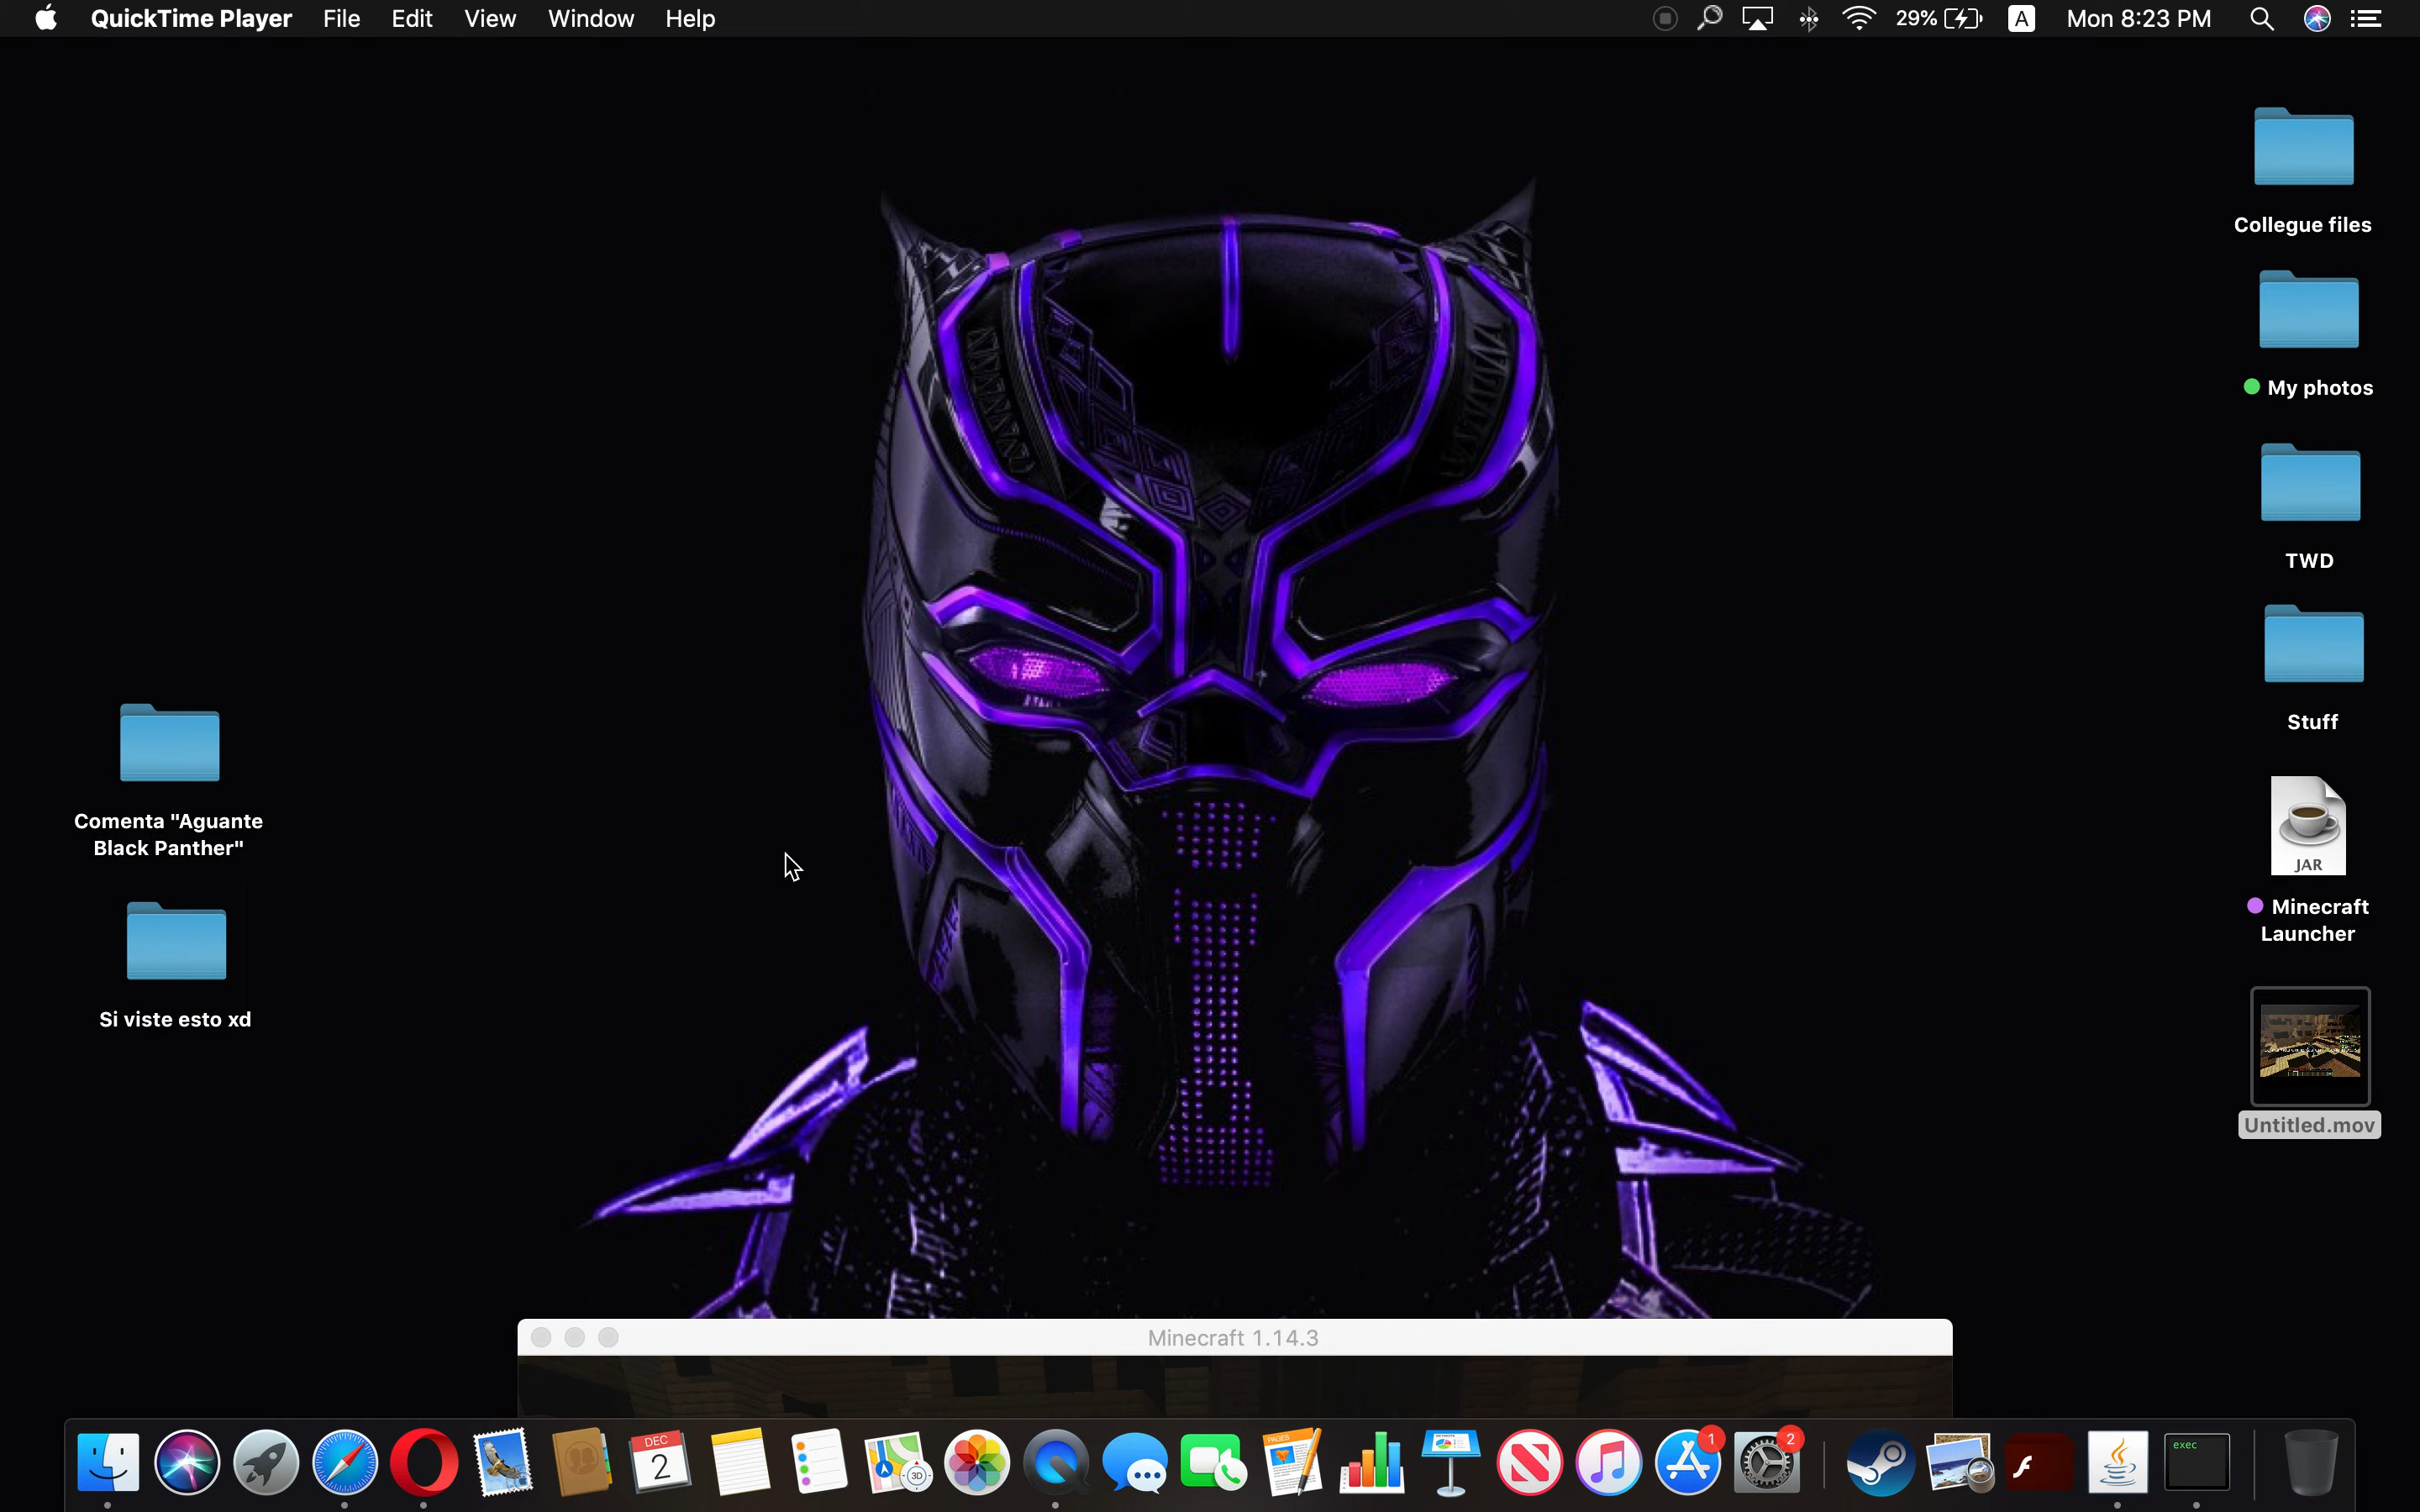 QuickTime Player File Edit View Window Help 29% A Mon 8:23 PM
Collegue files
My photos
TWD
Stuff
Comenta "Aguante
Black Panther"
JAR
Minecraft
Launcher
Si viste esto xd
Untitled.mov
Minecraft 1.14.3
DEC
2
3D
PAGES
1
2
exec